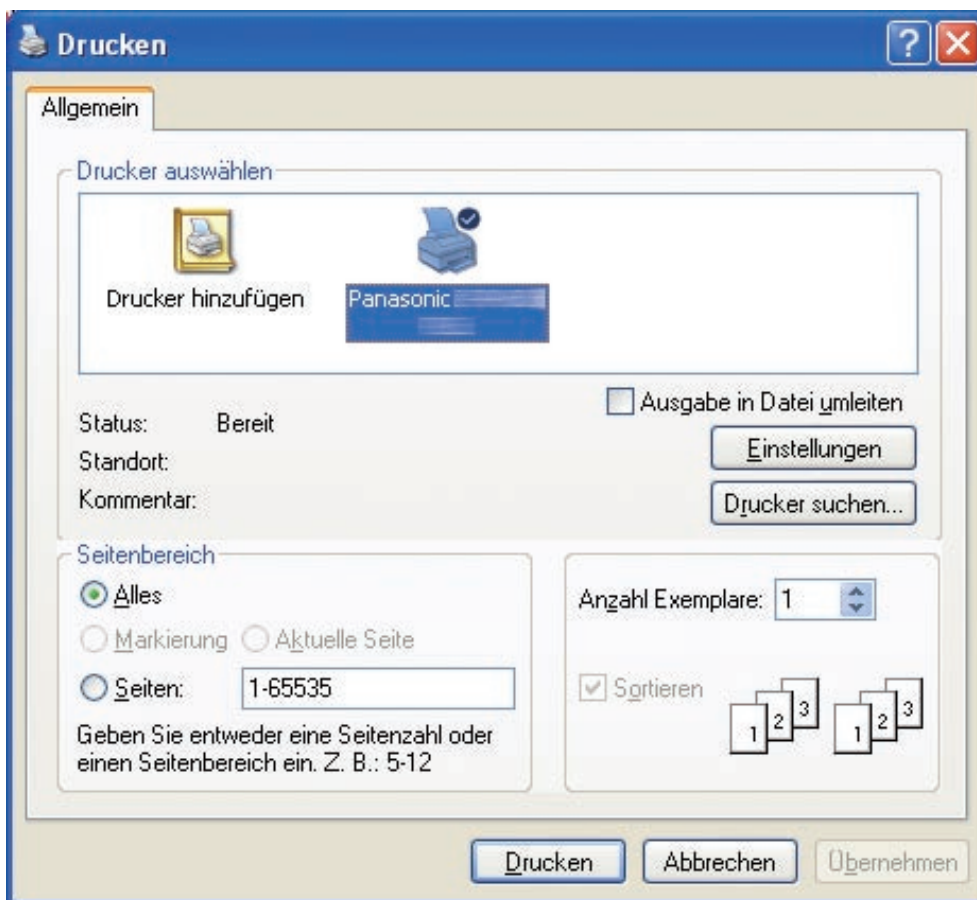 Drucken
Allgemein
Drucker auswählen
Drucker hinzufügen
Panasonic
Ausgabe in Datei umleiten
Status: Bereit
Einstellungen
Standort:
Kommentar:
Drucker suchen...
Seitenbereich
Alles
Markierung Aktuelle Seite
Seiten: 1-65535
Geben Sie entweder eine Seitenzahl oder
einen Seitenbereich ein. Z. B.: 5-12
Anzahl Exemplare: 1
Sortieren
1 2 3 1 2 3
Drucken Abbrechen Übernehmen